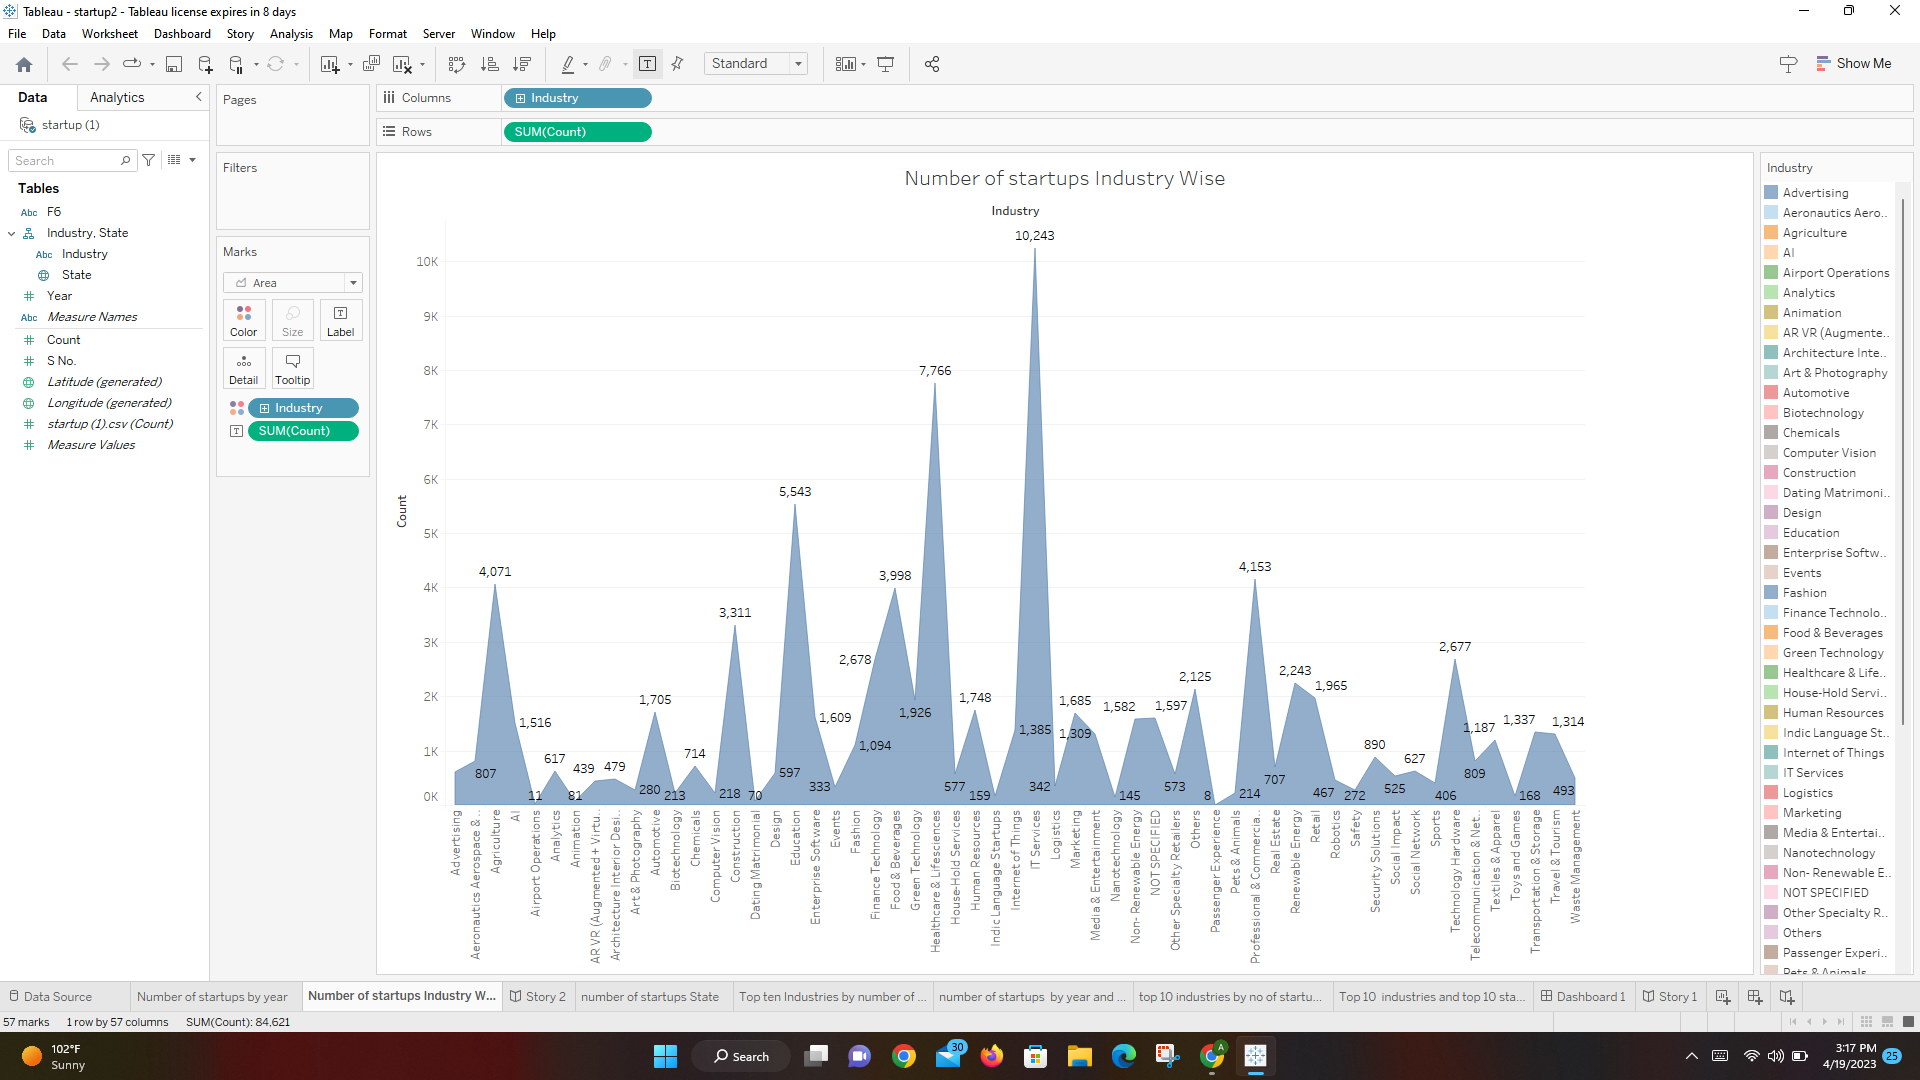 Tableau - startup2 - Tableau license expires in 8 days
File Data Worksheet Dashboard Story Analysis Map Format Server Window Help
Standard
Show Me
Data Analytics
startup (1)
Search
Tables
Abc F6
Industry, State
Abc Industry
State
Year
Abc Measure Names
Count
S No.
Latitude (generated)
Longitude (generated)
startup (1).csv (Count)
Measure Values
Pages
Filters
Marks
Area
Color Size Label
Detail Tooltip
Industry
SUM(Count)
Columns Industry
Rows SUM(Count)
Number of startups Industry Wise
Industry
Count
10K
9K
8K
7K
6K
5K
4K
3K
2K
1K
0K
10,243
7,766
5,543
4,071
3,998
4,153
3,311
2,678
2,677
2,243
2,125
1,965
1,705
1,748
1,685
1,582
1,597
1,516
1,609
1,926
1,385
1,309
1,187
1,337
1,314
1,094
807
617
439
479
714
890
627
707
809
597
577
573
525
493
467
406
342
333
280
272
218
214
213
168
159
145
81
70
11
8
Advertising
Aeronautics Aerospace & ..
Agriculture
AI
Airport Operations
Analytics
Animation
AR VR (Augmented + Virtu..
Architecture Interior Desi..
Art & Photography
Automotive
Biotechnology
Chemicals
Computer Vision
Construction
Dating Matrimonial
Design
Education
Enterprise Software
Events
Fashion
Finance Technology
Food & Beverages
Green Technology
Healthcare & Lifesciences
House-Hold Services
Human Resources
Indic Language Startups
Internet of Things
IT Services
Logistics
Marketing
Media & Entertainment
Nanotechnology
Non- Renewable Energy
NOT SPECIFIED
Other Specialty Retailers
Others
Passenger Experience
Pets & Animals
Professional & Commercia..
Real Estate
Renewable Energy
Retail
Robotics
Safety
Security Solutions
Social Impact
Social Network
Sports
Technology Hardware
Telecommunication & Net..
Textiles & Apparel
Toys and Games
Transportation & Storage
Travel & Tourism
Waste Management
Industry
Advertising
Aeronautics Aero..
Agriculture
AI
Airport Operations
Analytics
Animation
AR VR (Augmente..
Architecture Inte..
Art & Photography
Automotive
Biotechnology
Chemicals
Computer Vision
Construction
Dating Matrimoni..
Design
Education
Enterprise Softw..
Events
Fashion
Finance Technolo..
Food & Beverages
Green Technology
Healthcare & Life..
House-Hold Servi..
Human Resources
Indic Language St..
Internet of Things
IT Services
Logistics
Marketing
Media & Entertai..
Nanotechnology
Non- Renewable E..
NOT SPECIFIED
Other Specialty R..
Others
Passenger Experi..
Pets & Animals
Data Source Number of startups by year Number of startups Industry W... Story 2 number of startups State Top ten Industries by number of ... number of startups by year and ... top 10 industries by no of startu... Top 10 industries and top 10 sta... Dashboard 1 Story 1
57 marks 1 row by 57 columns SUM(Count): 84,621
102°F
Sunny
Search
30
A
3:17 PM
4/19/2023
25